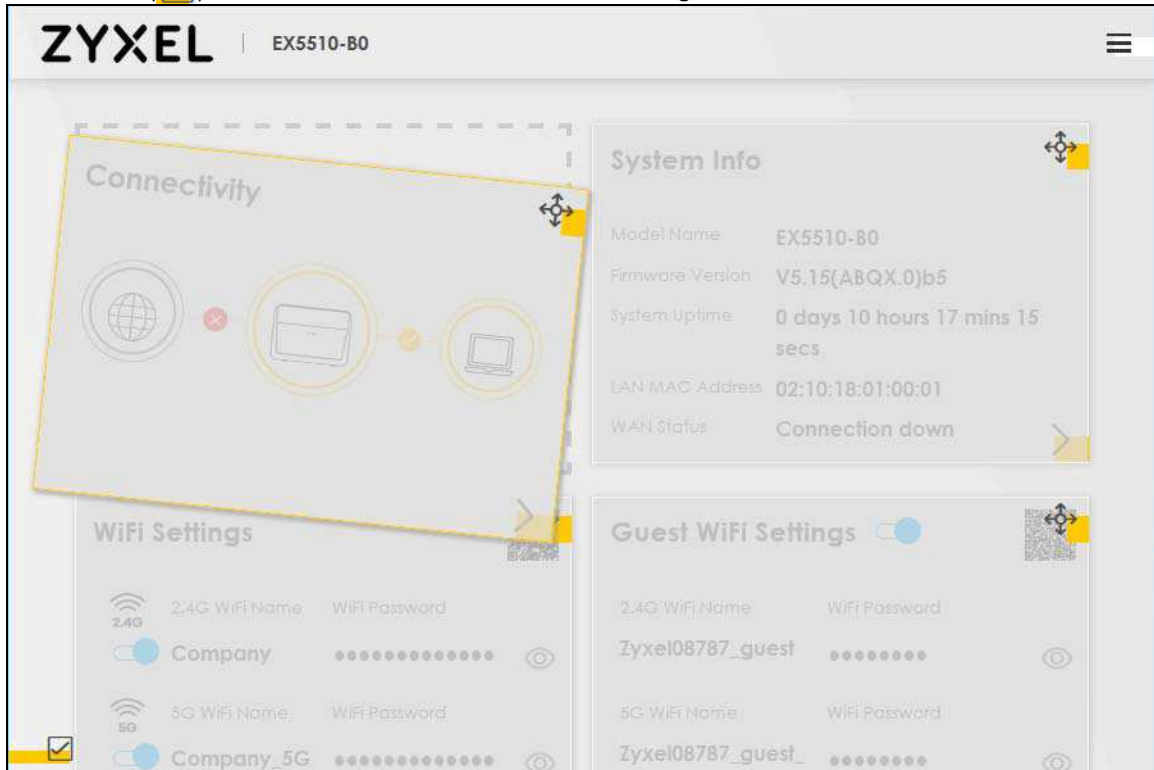 ZYXEL EX5510-B0
Connectivity
System Info
Model Name EX5510-B0
Firmware Version V5.15(ABQX.0)b5
System Uptime 0 days 10 hours 17 mins 15
secs
LAN MAC Address 02:10:18:01:00:01
WAN Status Connection down
WiFi Settings
2.4G 2.4G WiFi Name WiFi Password
Company •••••••••••••
5G 5G WiFi Name WiFi Password
Company_5G •••••••••••••
Guest WiFi Settings
2.4G WiFi Name WiFi Password
Zyxel08787_guest ••••••••
5G WiFi Name WiFi Password
Zyxel08787_guest_ ••••••••